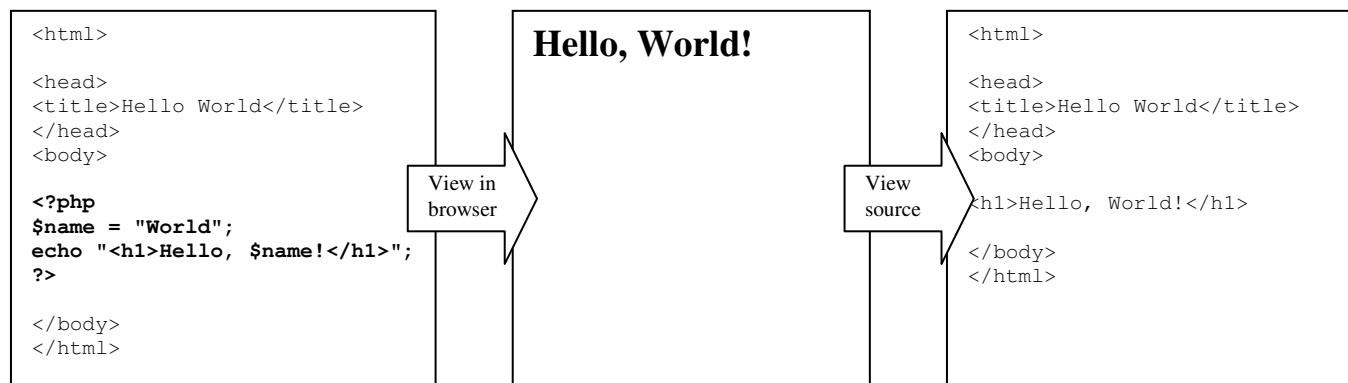 <html>
<head>
<title>Hello World</title>
</head>
<body>
<?php
$name = "World";
echo "<h1>Hello, $name!</h1>";
?>
</body>
</html>
View in
browser
Hello, World!
View
source
<html>
<head>
<title>Hello World</title>
</head>
<body>
<h1>Hello, World!</h1>
</body>
</html>